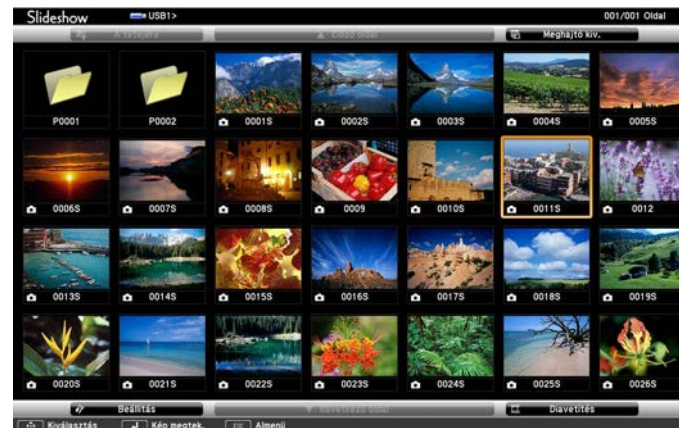 Slideshow USB1> 001/001 Oldal
A tetejére Előző oldal Meghajtó kiv.
P0001 P0002 0001S 0002S 0003S 0004S 0005S
0006S 0007S 0008S 0009 0010S 0011S 0012
0013S 0014S 0015S 0016S 0017S 0018S 0019S
0020S 0021S 0022S 0023S 0024S 0025S 0026S
Beállítás Következő oldal Diavetítés
Kiválasztás Kép megtek. Almenü